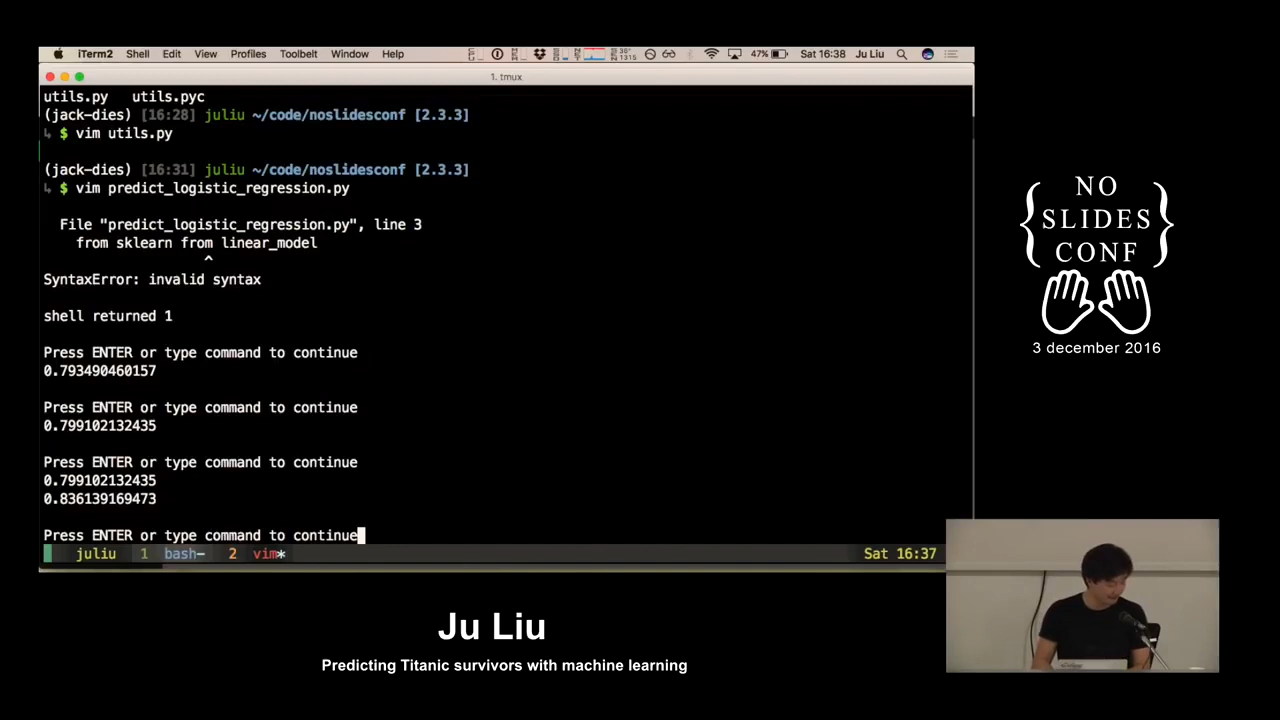 iTerm2 Shell Edit View Profiles Toolbelt Window Help 47% Sat 16:38 Ju Liu
1. tmux
utils.py utils.pyc
(jack-dies) [16:28] juliu ~/code/noslidesconf [2.3.3]
↳ $ vim utils.py
(jack-dies) [16:31] juliu ~/code/noslidesconf [2.3.3]
↳ $ vim predict_logistic_regression.py
File "predict_logistic_regression.py", line 3
from sklearn from linear_model
^
SyntaxError: invalid syntax
shell returned 1
Press ENTER or type command to continue
0.793490460157
Press ENTER or type command to continue
0.799102132435
Press ENTER or type command to continue
0.799102132435
0.836139169473
Press ENTER or type command to continue
juliu 1 bash- 2 vim* Sat 16:37
NO
SLIDES
CONF
3 december 2016
Ju Liu
Predicting Titanic survivors with machine learning